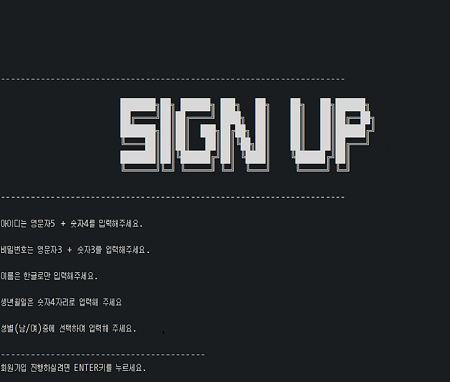 SIGN UP
아이디는 영문자5 + 숫자4를 입력해주세요.
비밀번호는 영문자3 + 숫자3를 입력해주세요.
이름은 한글로만 입력해주세요.
생년월일은 숫자4자리로 입력해 주세요
성별(남/여)중에 선택하여 입력해 주세요.
회원가입 진행하실려면 ENTER키를 누르세요.